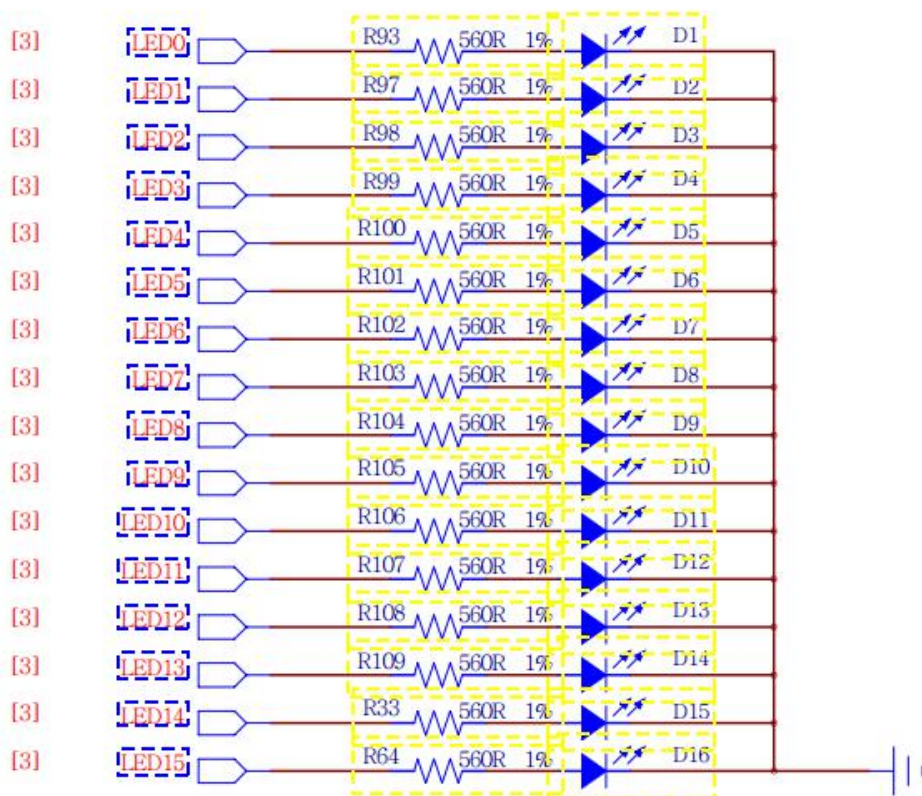 [3] LED0 R93 560R 1% D1
[3] LED1 R97 560R 1% D2
[3] LED2 R98 560R 1% D3
[3] LED3 R99 560R 1% D4
[3] LED4 R100 560R 1% D5
[3] LED5 R101 560R 1% D6
[3] LED6 R102 560R 1% D7
[3] LED7 R103 560R 1% D8
[3] LED8 R104 560R 1% D9
[3] LED9 R105 560R 1% D10
[3] LED10 R106 560R 1% D11
[3] LED11 R107 560R 1% D12
[3] LED12 R108 560R 1% D13
[3] LED13 R109 560R 1% D14
[3] LED14 R33 560R 1% D15
[3] LED15 R64 560R 1% D16